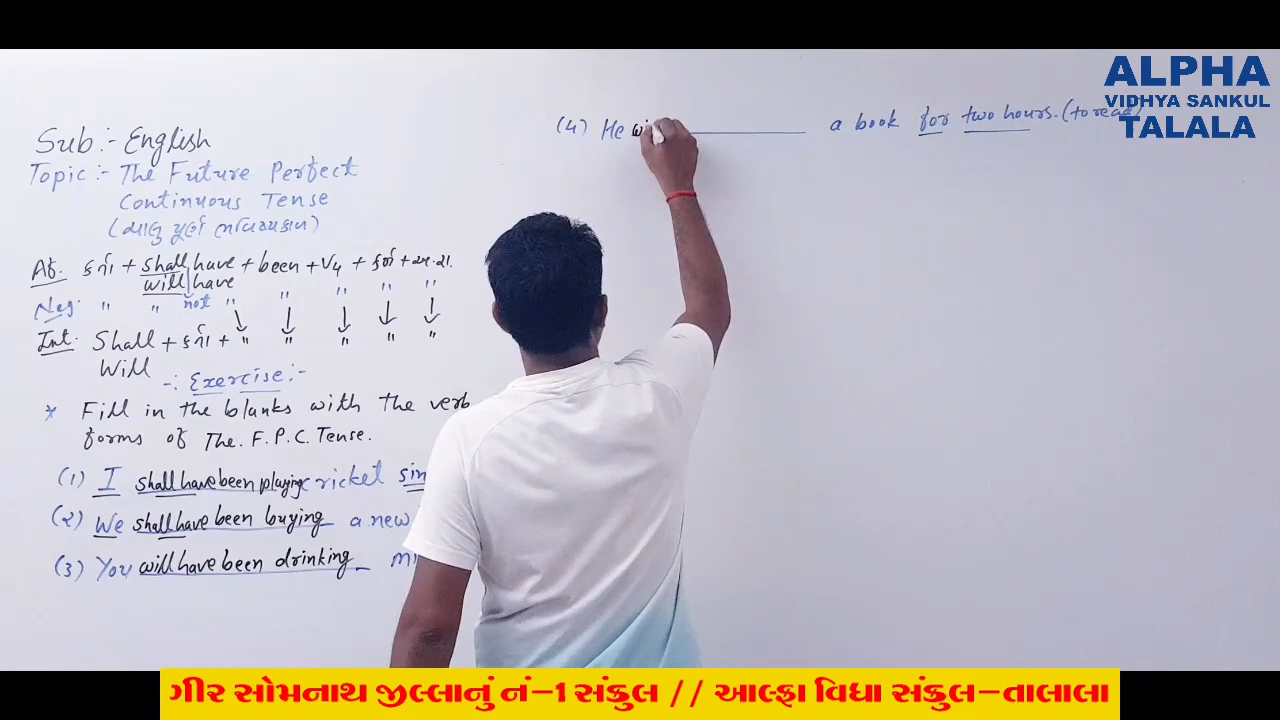 Sub:- English
Topic:- The Future Perfect
Continuous Tense
(ચાલુ પૂર્ણ ભવિષ્યકાળ)
Af. કર્તા + shall have + been + V4 + કર્મ + અ.શ.
will have
Neg. " " not " " " " "
Int. Shall + કર્તા + " " " " "
Will
-: Exercise:-
* Fill in the blanks with the verb
forms of The. F. P. C. Tense.
(1) I shall have been playing cricket sin
(2) We shall have been buying a new
(3) You will have been drinking mi
(4) He wi a book for two hours. (to read)
ALPHA
VIDHYA SANKUL
TALALA
ગીર સોમનાથ જીલ્લાનું નં-1 સંકુલ // આલ્ફા વિધા સંકુલ-તાલાલા